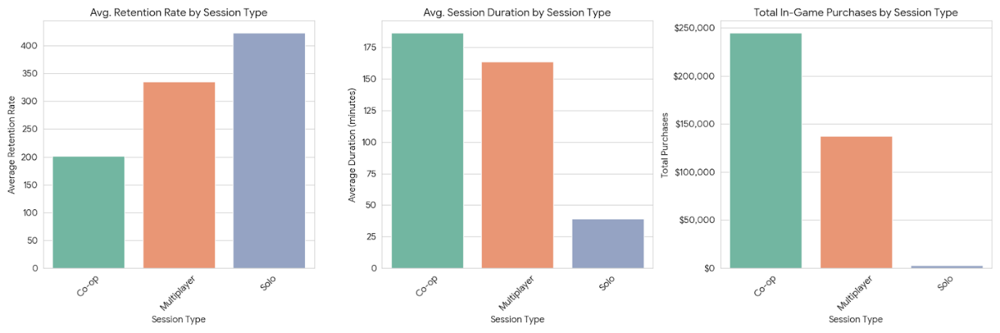 Avg. Retention Rate by Session Type
Average Retention Rate
400
350
300
250
200
150
100
50
0
Co-op
Multiplayer
Solo
Session Type
Avg. Session Duration by Session Type
Average Duration (minutes)
175
150
125
100
75
50
25
0
Co-op
Multiplayer
Solo
Session Type
Total In-Game Purchases by Session Type
Total Purchases
$250,000
$200,000
$150,000
$100,000
$50,000
$0
Co-op
Multiplayer
Solo
Session Type